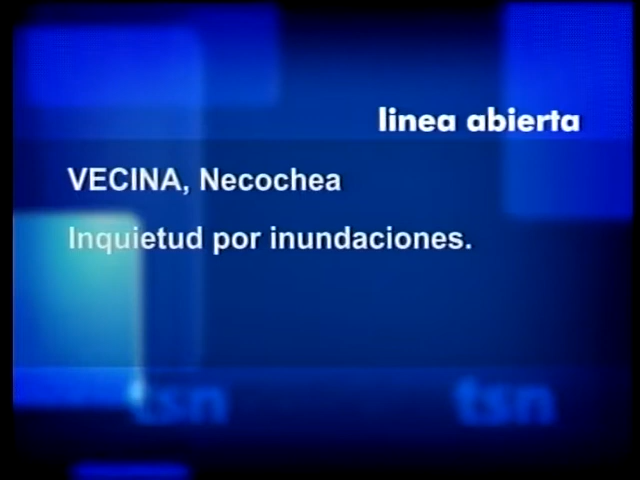 linea abierta
VECINA, Necochea
Inquietud por inundaciones.
tsn tsn